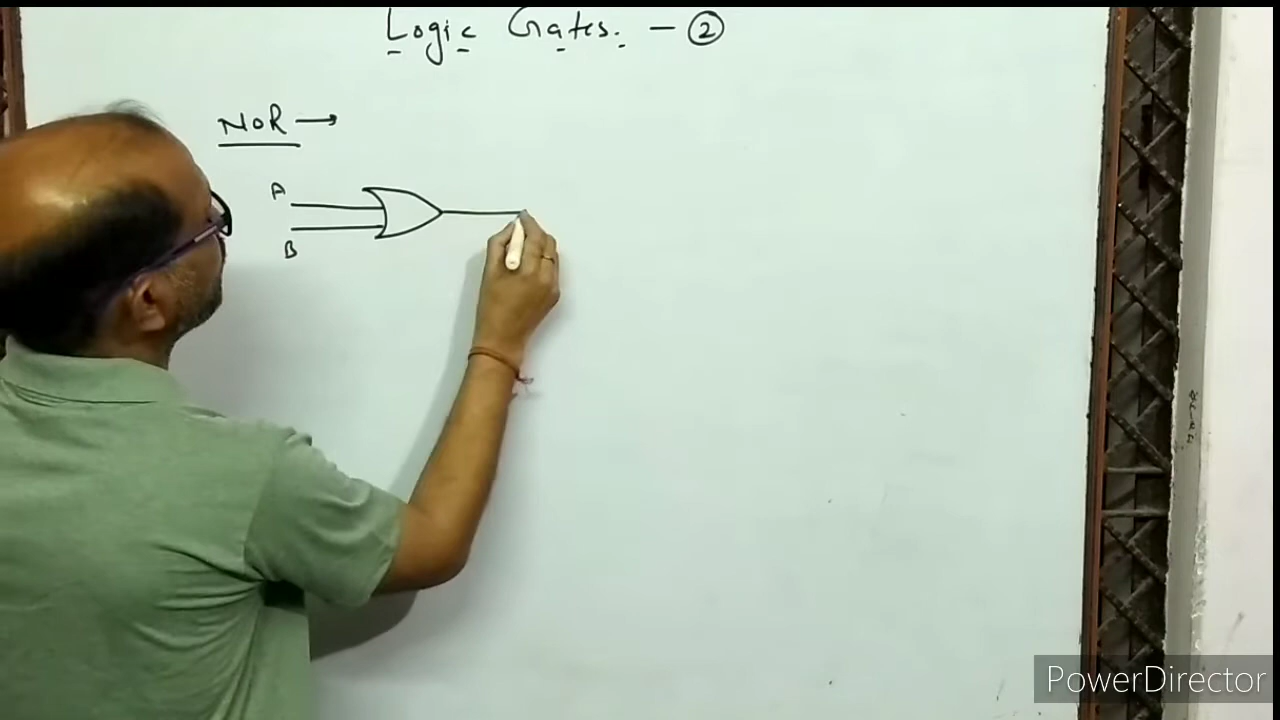 Logic Gates. - ②
NOR →
A
B
PowerDirector